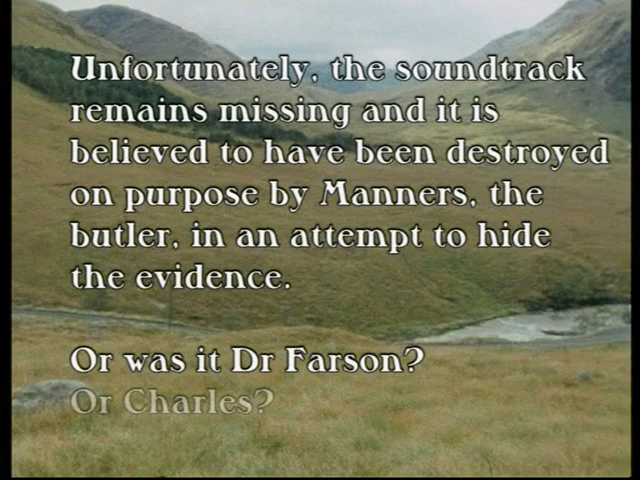 Unfortunately, the soundtrack
remains missing and it is
believed to have been destroyed
on purpose by Manners, the
butler, in an attempt to hide
the evidence.
Or was it Dr Farson?
Or Charles?